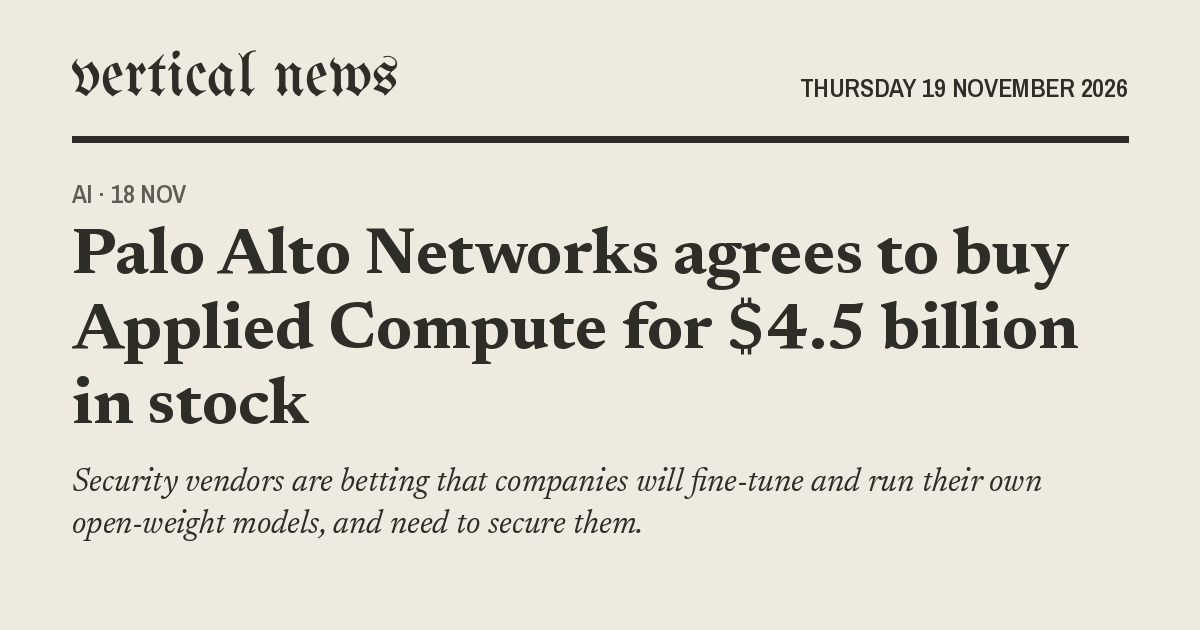 vertical news
THURSDAY 19 NOVEMBER 2026
AI · 18 NOV
Palo Alto Networks agrees to buy
Applied Compute for $4.5 billion
in stock
Security vendors are betting that companies will fine-tune and run their own
open-weight models, and need to secure them.